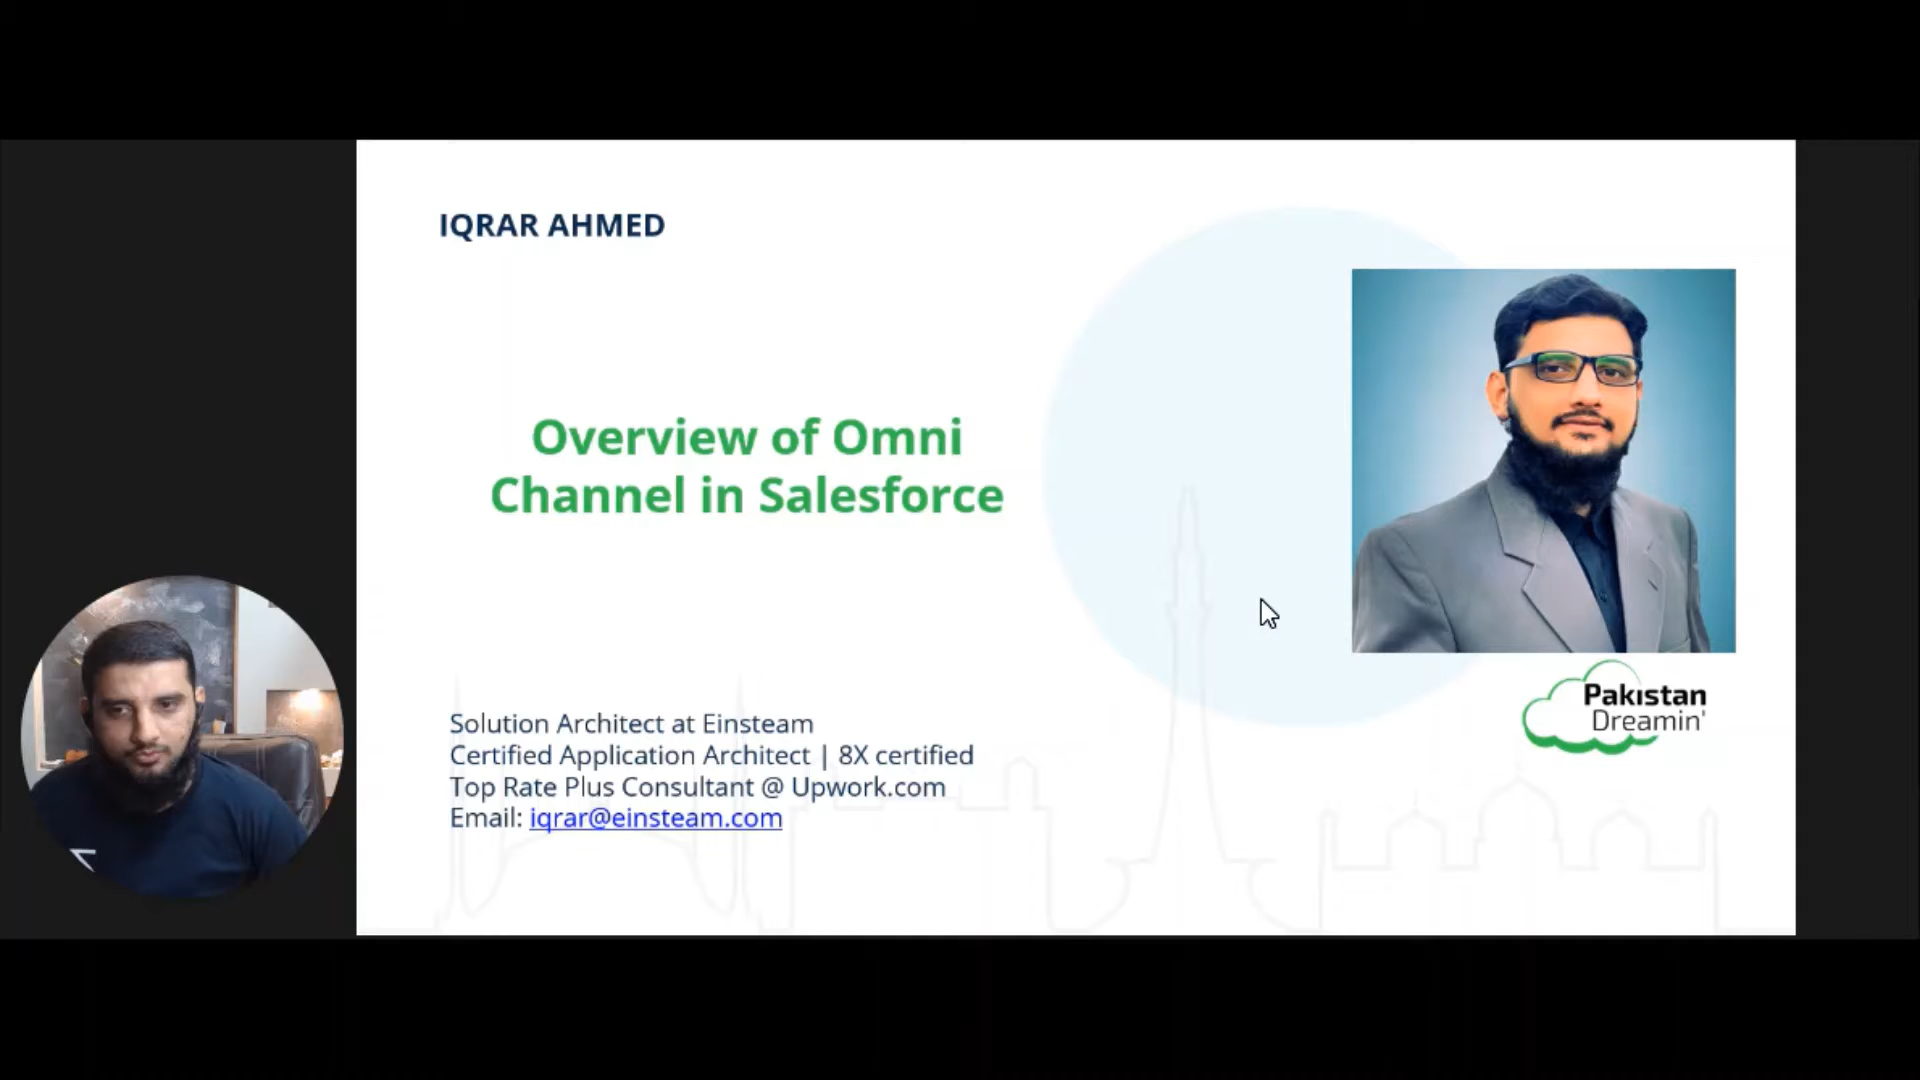 IQRAR AHMED
Overview of Omni
Channel in Salesforce
Solution Architect at Einsteam
Certified Application Architect | 8X certified
Top Rate Plus Consultant @ Upwork.com
Email: iqrar@einsteam.com
Pakistan
Dreamin'